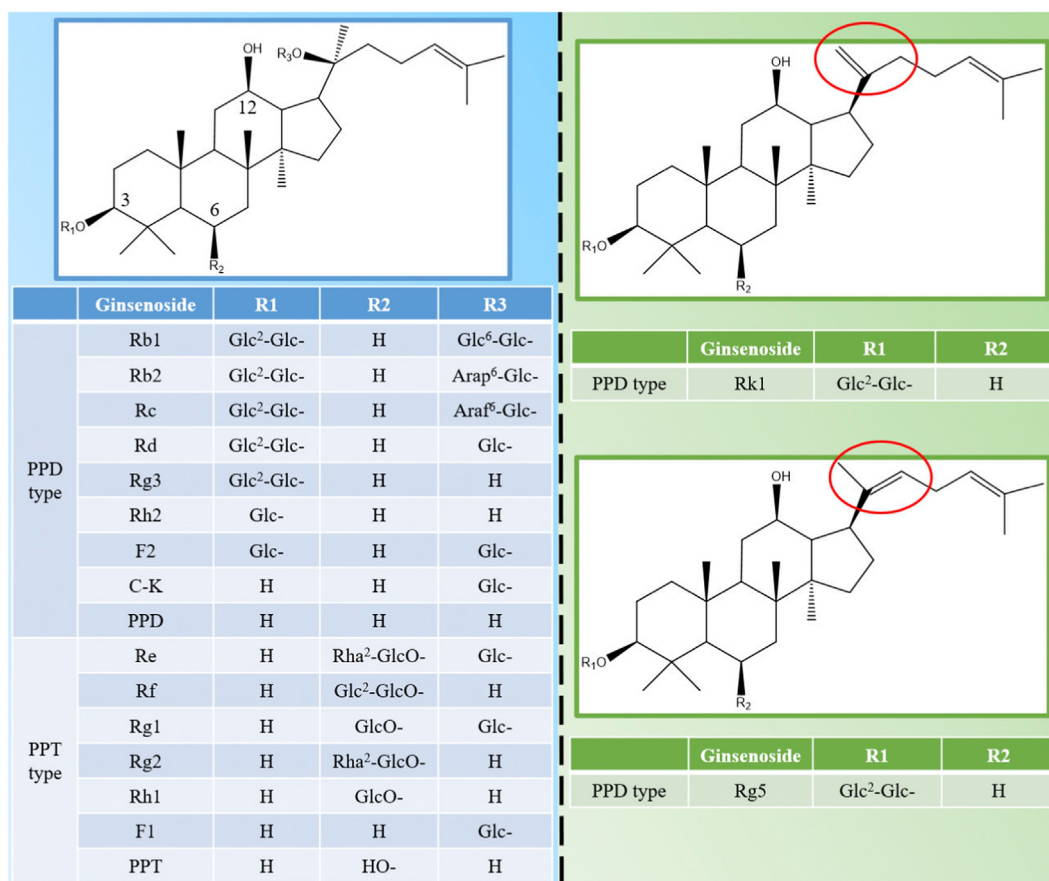 OH
R₃O
12
3
6
R₁O
R₂
Ginsenoside R1 R2 R3
PPD type
Rb1 Glc²-Glc- H Glc⁶-Glc-
Rb2 Glc²-Glc- H Arap⁶-Glc-
Rc Glc²-Glc- H Araf⁶-Glc-
Rd Glc²-Glc- H Glc-
Rg3 Glc²-Glc- H H
Rh2 Glc- H H
F2 Glc- H Glc-
C-K H H Glc-
PPD H H H
PPT type
Re H Rha²-GlcO- Glc-
Rf H Glc²-GlcO- H
Rg1 H GlcO- Glc-
Rg2 H Rha²-GlcO- H
Rh1 H GlcO- H
F1 H H Glc-
PPT H HO- H
OH
R₁O
R₂
Ginsenoside R1 R2
PPD type Rk1 Glc²-Glc- H
OH
R₁O
R₂
Ginsenoside R1 R2
PPD type Rg5 Glc²-Glc- H